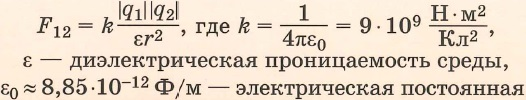 F₁₂ = k |q₁||q₂| / εr², где k = 1 / 4πε₀ = 9 · 10⁹ Н · м² / Кл²,
ε — диэлектрическая проницаемость среды,
ε₀ ≈ 8,85 · 10⁻¹² Ф/м — электрическая постоянная